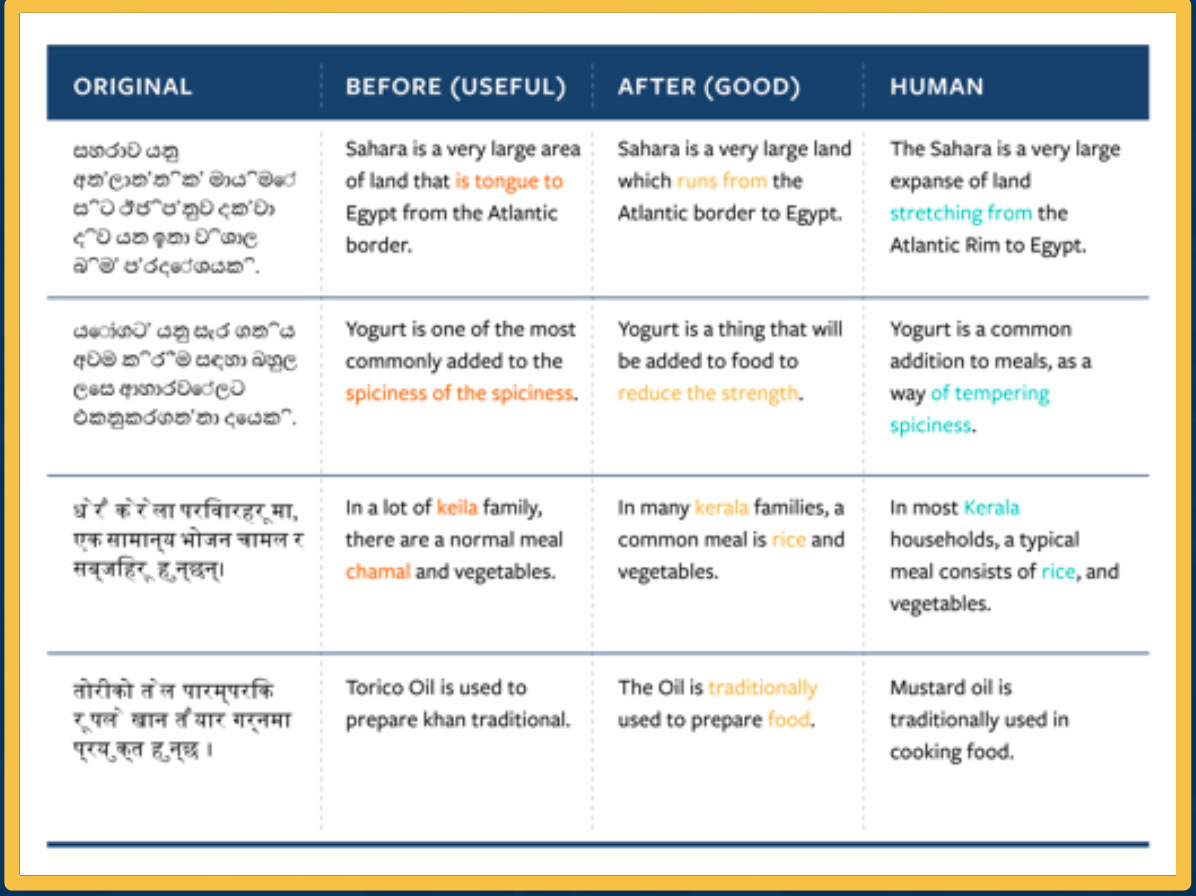 ORIGINAL
BEFORE (USEFUL)
AFTER (GOOD)
HUMAN
සහරාව යනු
අත්ලාන්තික් මායිමේ
සිට ඊජිප්තුව දක්වා
දිව යන ඉතා විශාල
බිම් ප්රදේශයකි.
Sahara is a very large area
of land that is tongue to
Egypt from the Atlantic
border.
Sahara is a very large land
which runs from the
Atlantic border to Egypt.
The Sahara is a very large
expanse of land
stretching from the
Atlantic Rim to Egypt.
යෝගට් යනු සැර ගතිය
අවම කිරීම සඳහා බහුල
ලසෙ ආහාරවේලට
එකතුකරගන්නා දෙයකි.
Yogurt is one of the most
commonly added to the
spiciness of the spiciness.
Yogurt is a thing that will
be added to food to
reduce the strength.
Yogurt is a common
addition to meals, as a
way of tempering
spiciness.
धेरै केरेला परिवारहरूमा,
एक सामान्य भोजन चामल र
सब्जहिरू हुन्छन्।
In a lot of keila family,
there are a normal meal
chamal and vegetables.
In many kerala families, a
common meal is rice and
vegetables.
In most Kerala
households, a typical
meal consists of rice, and
vegetables.
तोरीको तेल पारम्परकि
रूपले खान तैयार गर्नमा
प्रयुक्त हुन्छ ।
Torico Oil is used to
prepare khan traditional.
The Oil is traditionally
used to prepare food.
Mustard oil is
traditionally used in
cooking food.